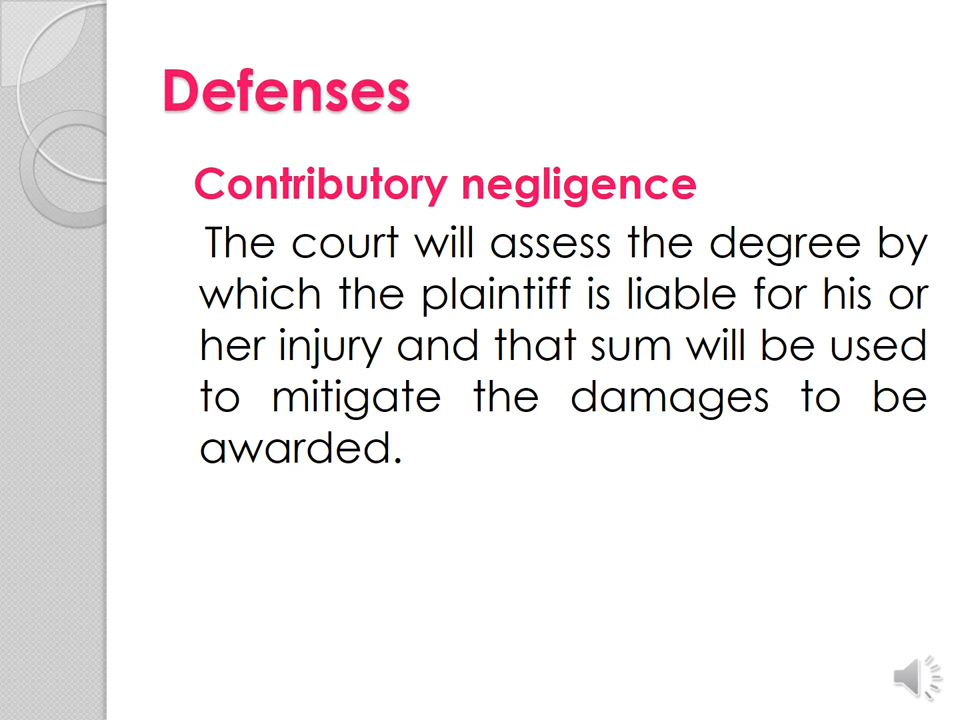 Defenses
Contributory negligence
The court will assess the degree by
which the plaintiff is liable for his or
her injury and that sum will be used
to mitigate the damages to be
awarded.